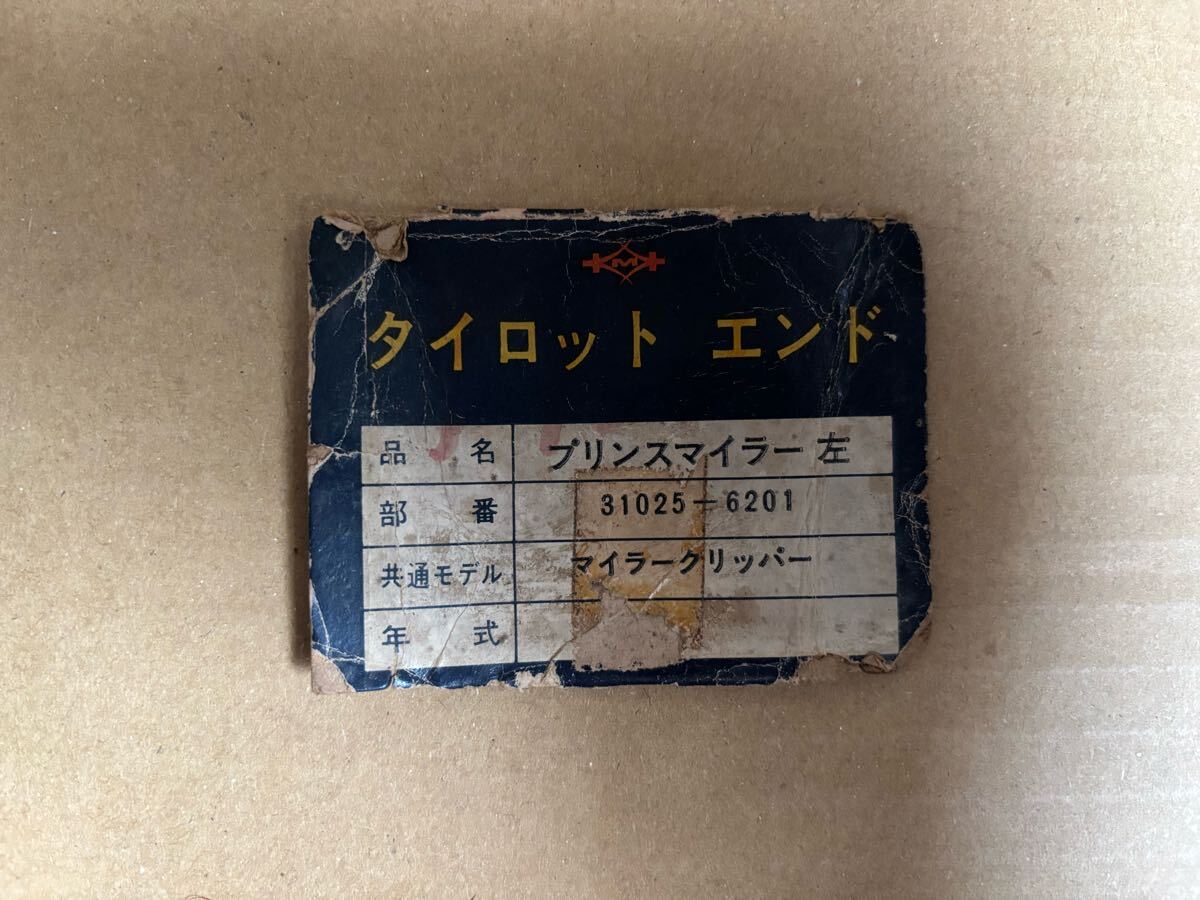 タイロット エンド
品名 プリンスマイラー 左
部番 31025-6201
共通モデル マイラークリッパー
年式